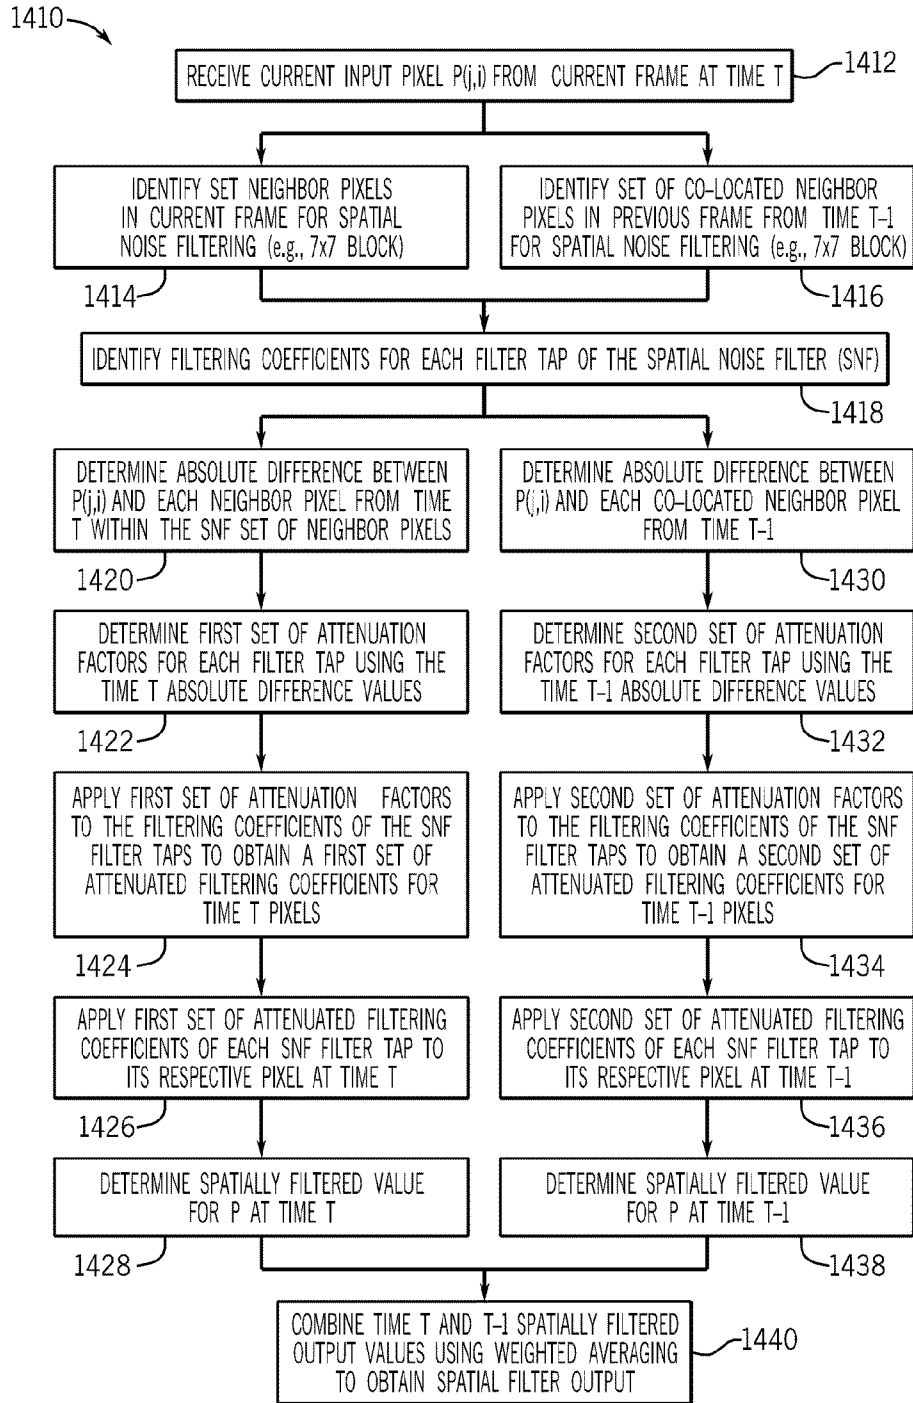 1410
RECEIVE CURRENT INPUT PIXEL P(j,i) FROM CURRENT FRAME AT TIME T
1412
IDENTIFY SET NEIGHBOR PIXELS
IN CURRENT FRAME FOR SPATIAL
NOISE FILTERING (e.g., 7x7 BLOCK)
1414
IDENTIFY SET OF CO-LOCATED NEIGHBOR
PIXELS IN PREVIOUS FRAME FROM TIME T-1
FOR SPATIAL NOISE FILTERING (e.g., 7x7 BLOCK)
1416
IDENTIFY FILTERING COEFFICIENTS FOR EACH FILTER TAP OF THE SPATIAL NOISE FILTER (SNF)
1418
DETERMINE ABSOLUTE DIFFERENCE BETWEEN
P(j,i) AND EACH NEIGHBOR PIXEL FROM TIME
T WITHIN THE SNF SET OF NEIGHBOR PIXELS
1420
DETERMINE ABSOLUTE DIFFERENCE BETWEEN
P(j,i) AND EACH CO-LOCATED NEIGHBOR PIXEL
FROM TIME T-1
1430
DETERMINE FIRST SET OF ATTENUATION
FACTORS FOR EACH FILTER TAP USING THE
TIME T ABSOLUTE DIFFERENCE VALUES
1422
DETERMINE SECOND SET OF ATTENUATION
FACTORS FOR EACH FILTER TAP USING THE
TIME T-1 ABSOLUTE DIFFERENCE VALUES
1432
APPLY FIRST SET OF ATTENUATION FACTORS
TO THE FILTERING COEFFICIENTS OF THE SNF
FILTER TAPS TO OBTAIN A FIRST SET OF
ATTENUATED FILTERING COEFFICIENTS FOR
TIME T PIXELS
1424
APPLY SECOND SET OF ATTENUATION FACTORS
TO THE FILTERING COEFFICIENTS OF THE SNF
FILTER TAPS TO OBTAIN A SECOND SET OF
ATTENUATED FILTERING COEFFICIENTS FOR
TIME T-1 PIXELS
1434
APPLY FIRST SET OF ATTENUATED FILTERING
COEFFICIENTS OF EACH SNF FILTER TAP TO
ITS RESPECTIVE PIXEL AT TIME T
1426
APPLY SECOND SET OF ATTENUATED FILTERING
COEFFICIENTS OF EACH SNF FILTER TAP TO
ITS RESPECTIVE PIXEL AT TIME T-1
1436
DETERMINE SPATIALLY FILTERED VALUE
FOR P AT TIME T
1428
DETERMINE SPATIALLY FILTERED VALUE
FOR P AT TIME T-1
1438
COMBINE TIME T AND T-1 SPATIALLY FILTERED
OUTPUT VALUES USING WEIGHTED AVERAGING
TO OBTAIN SPATIAL FILTER OUTPUT
1440